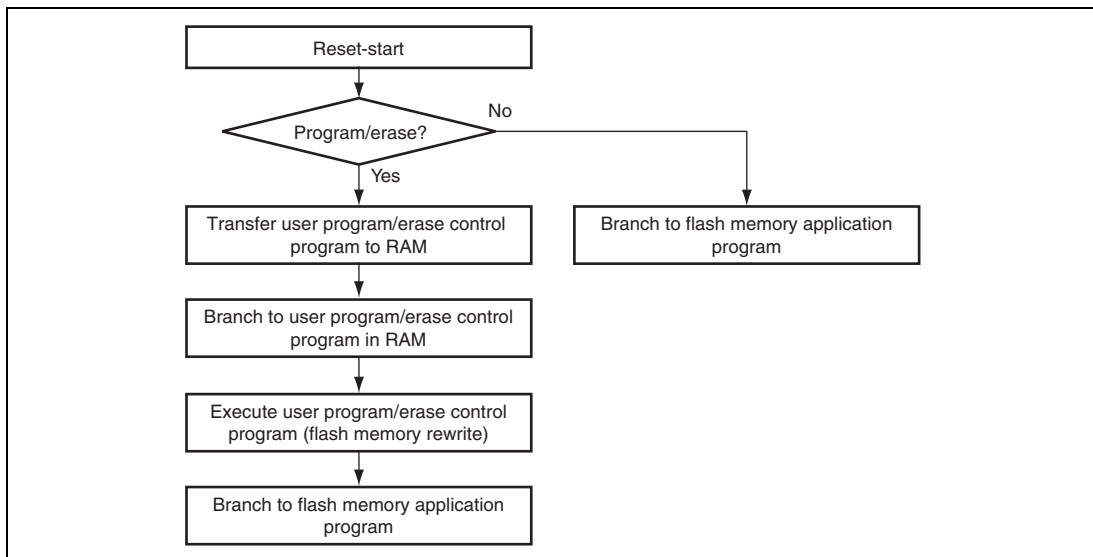 Reset-start
No
Program/erase?
Yes
Transfer user program/erase control
program to RAM
Branch to flash memory application
program
Branch to user program/erase control
program in RAM
Execute user program/erase control
program (flash memory rewrite)
Branch to flash memory application
program